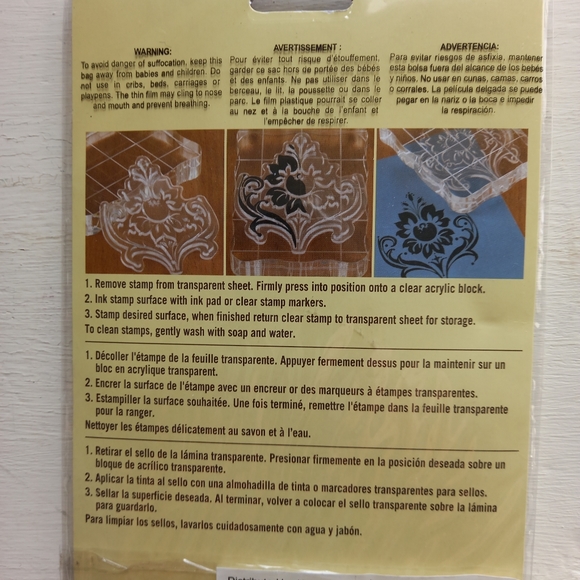 WARNING:
To avoid danger of suffocation, keep this
bag away from babies and children. Do
not use in cribs, beds, carriages or
playpens. The thin film may cling to nose
and mouth and prevent breathing.
AVERTISSEMENT :
Pour éviter tout risque d'étouffement,
garder ce sac hors de portée des bébés
et des enfants. Ne pas utiliser dans le
berceau, le lit, la poussette ou dans le
parc. Le film plastique pourrait se coller
au nez et à la bouche de l'enfant et
l'empêcher de respirer.
ADVERTENCIA:
Para evitar riesgos de asfixia, mantener
esta bolsa fuera del alcance de los bebés
y niños. No usar en cunas, camas, carros
o corrales. La película delgada se puede
pegar en la nariz o la boca e impedir
la respiración.
1. Remove stamp from transparent sheet. Firmly press into position onto a clear acrylic block.
2. Ink stamp surface with ink pad or clear stamp markers.
3. Stamp desired surface, when finished return clear stamp to transparent sheet for storage.
To clean stamps, gently wash with soap and water.
1. Décoller l'étampe de la feuille transparente. Appuyer fermement dessus pour la maintenir sur un
bloc en acrylique transparent.
2. Encrer la surface de l'étampe avec un encreur or des marqueurs à étampes transparentes.
3. Estampiller la surface souhaitée. Une fois terminé, remettre l'étampe dans la feuille transparente
pour la ranger.
Nettoyer les étampes délicatement au savon et à l'eau.
1. Retirar el sello de la lámina transparente. Presionar firmemente en la posición deseada sobre un
bloque de acrílico transparente.
2. Aplicar la tinta al sello con una almohadilla de tinta o marcadores transparentes para sellos.
3. Sellar la superficie deseada. Al terminar, volver a colocar el sello transparente sobre la lámina
para guardarlo.
Para limpiar los sellos, lavarlos cuidadosamente con agua y jabón.